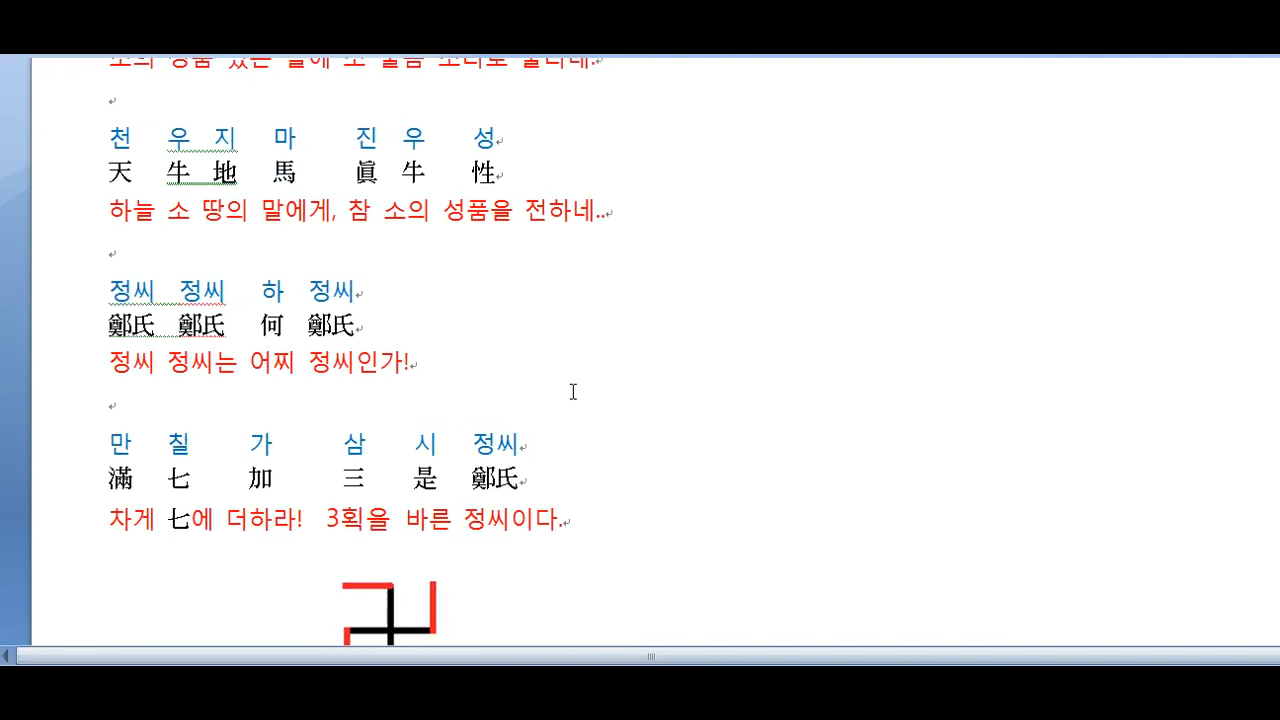 천 우 지 마 진 우 성
天 牛 地 馬 眞 牛 性
하늘 소 땅의 말에게, 참 소의 성품을 전하네..
정씨 정씨 하 정씨
鄭氏 鄭氏 何 鄭氏
정씨 정씨는 어찌 정씨인가!
만 칠 가 삼 시 정씨
滿 七 加 三 是 鄭氏
차게 七에 더하라! 3획을 바른 정씨이다.